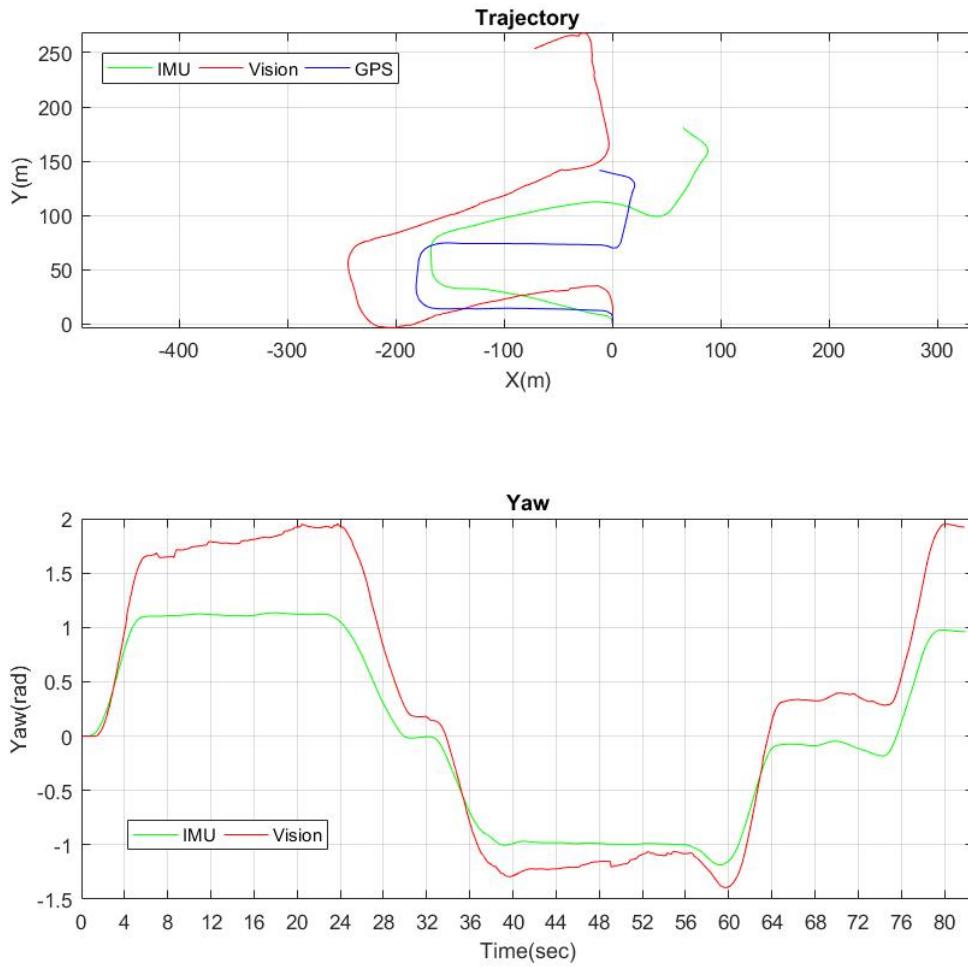 Trajectory
250
200
150
100
50
0
Y(m)
IMU Vision GPS
-400 -300 -200 -100 0 100 200 300
X(m)
Yaw
2
1.5
1
0.5
0
-0.5
-1
-1.5
Yaw(rad)
IMU Vision
0 4 8 12 16 20 24 28 32 36 40 44 48 52 56 60 64 68 72 76 80
Time(sec)